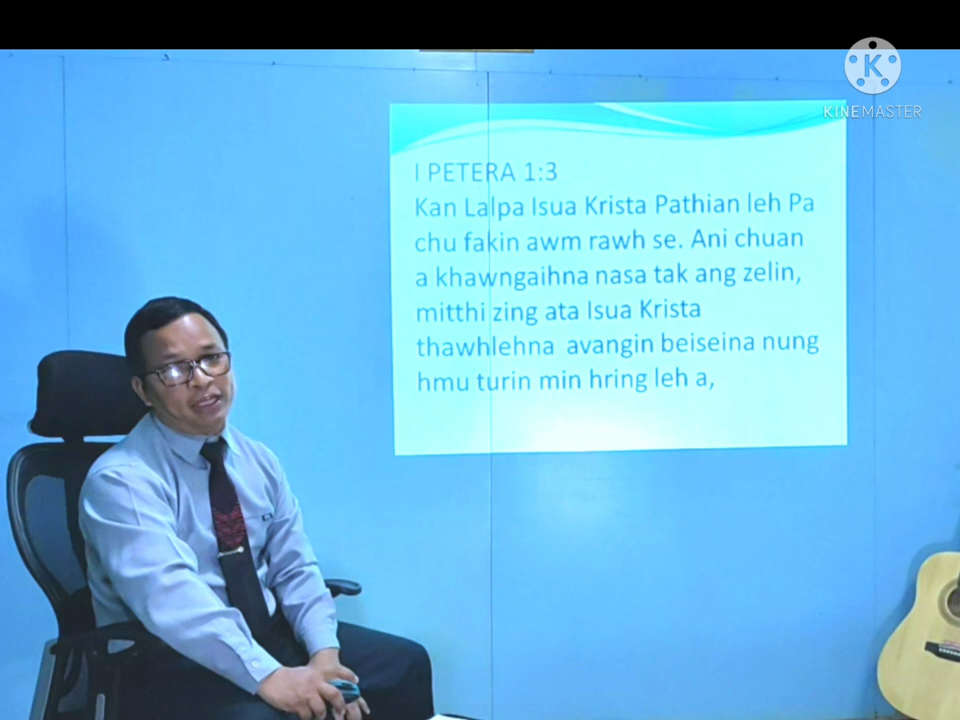 K
KINEMASTER
I PETERA 1:3
Kan Lalpa Isua Krista Pathian leh Pa
chu fakin awm rawh se. Ani chuan
a khawngaihna nasa tak ang zelin,
mitthi zing ata Isua Krista
thawhlehna avangin beiseina nung
hmu turin min hring leh a,